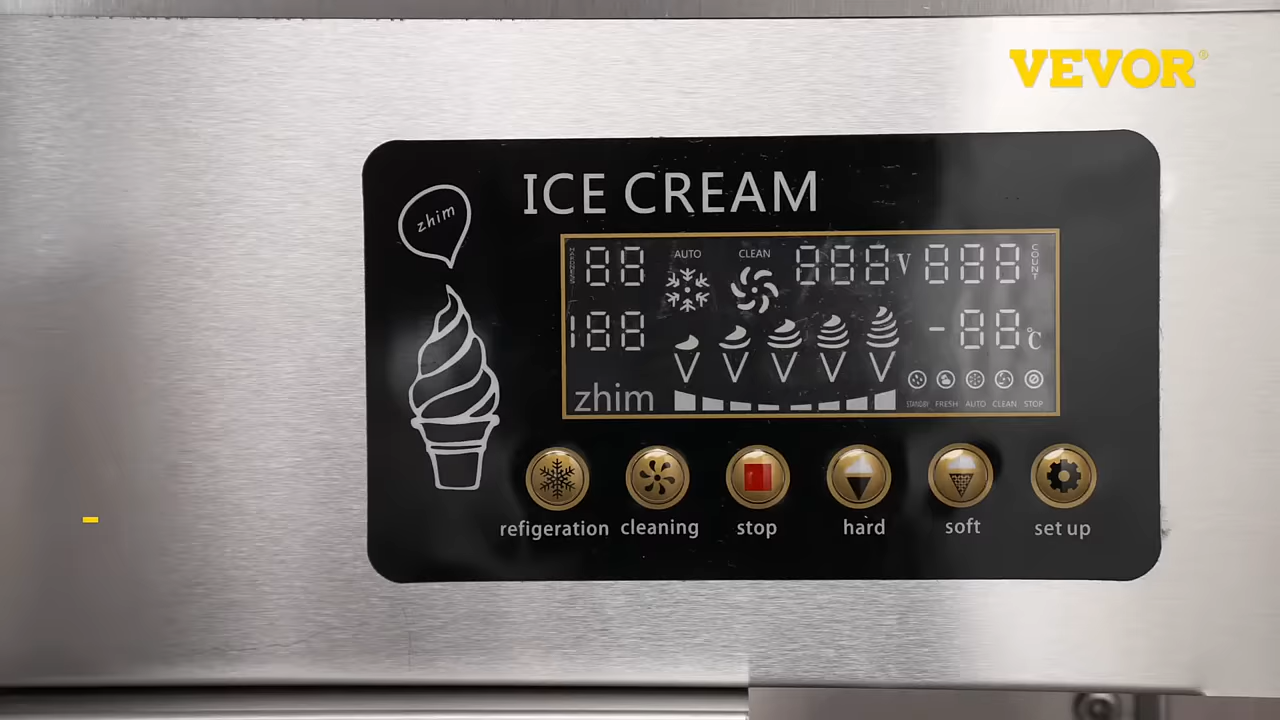 VEVOR®
zhim
ICE CREAM
88
AUTO
CLEAN
888V
888
COUNT
188
-88°C
zhim
STANDBY FRESH AUTO CLEAN STOP
refigeration cleaning stop hard soft set up